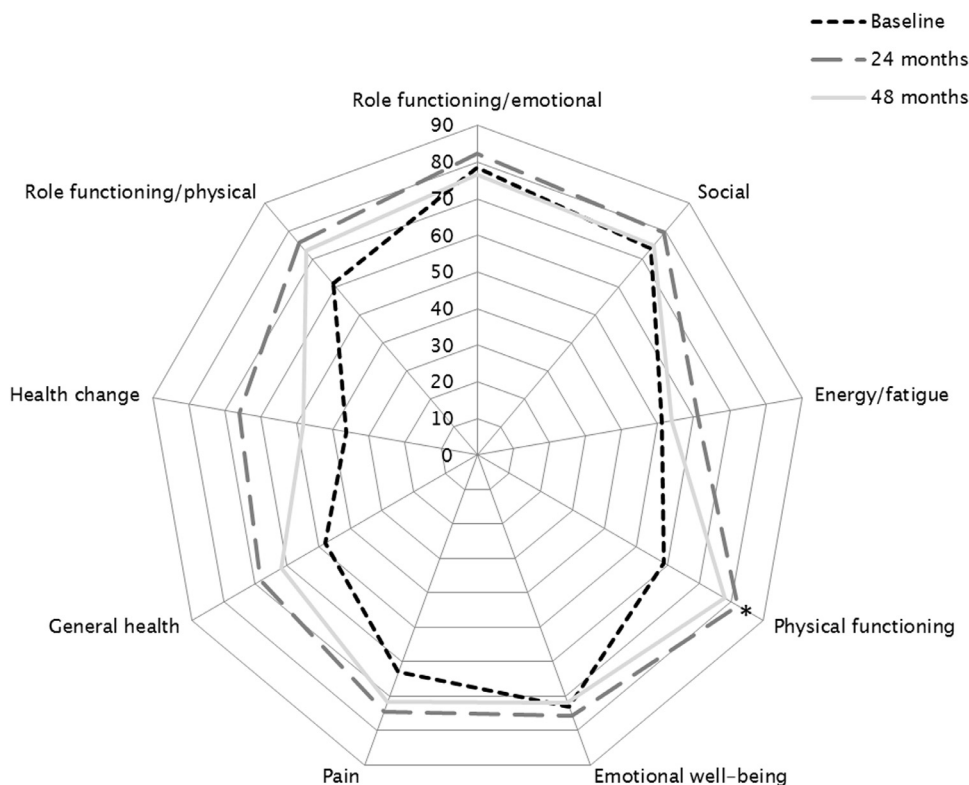 Baseline
24 months
48 months
Role functioning/emotional
90
80
70
60
50
40
30
20
10
0
Role functioning/physical
Social
Health change
Energy/fatigue
General health
*
Physical functioning
Pain
Emotional well-being